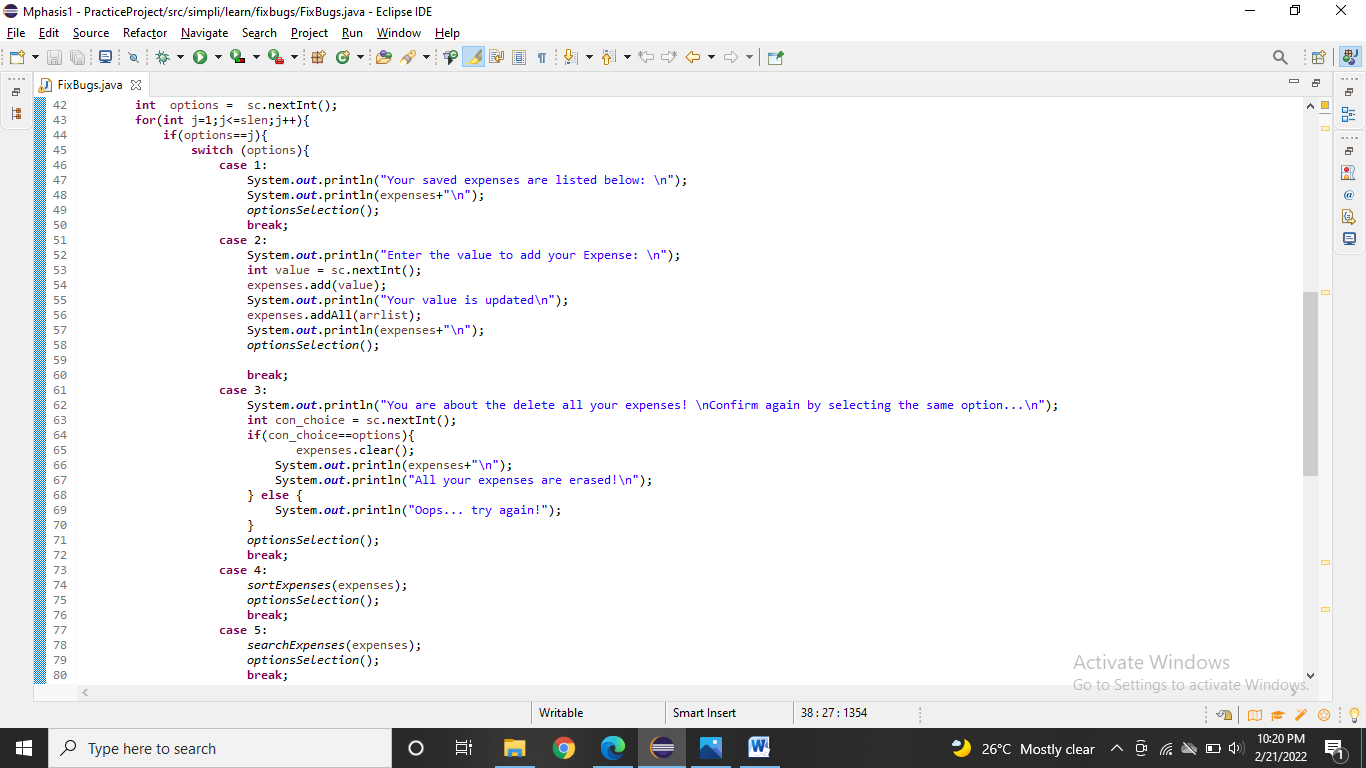 Mphasis1 - PracticeProject/src/simpli/learn/fixbugs/FixBugs.java - Eclipse IDE
File Edit Source Refactor Navigate Search Project Run Window Help
FixBugs.java
42 int options = sc.nextInt();
43 for(int j=1;j<=slen;j++){
44 if(options==j){
45 switch (options){
46 case 1:
47 System.out.println("Your saved expenses are listed below: \n");
48 System.out.println(expenses+"\n");
49 optionsSelection();
50 break;
51 case 2:
52 System.out.println("Enter the value to add your Expense: \n");
53 int value = sc.nextInt();
54 expenses.add(value);
55 System.out.println("Your value is updated\n");
56 expenses.addAll(arrlist);
57 System.out.println(expenses+"\n");
58 optionsSelection();
59
60 break;
61 case 3:
62 System.out.println("You are about the delete all your expenses! \nConfirm again by selecting the same option...\n");
63 int con_choice = sc.nextInt();
64 if(con_choice==options){
65 expenses.clear();
66 System.out.println(expenses+"\n");
67 System.out.println("All your expenses are erased!\n");
68 } else {
69 System.out.println("Oops... try again!");
70 }
71 optionsSelection();
72 break;
73 case 4:
74 sortExpenses(expenses);
75 optionsSelection();
76 break;
77 case 5:
78 searchExpenses(expenses);
79 optionsSelection();
80 break;
Activate Windows
Go to Settings to activate Windows.
Writable Smart Insert 38 : 27 : 1354
Type here to search
26°C Mostly clear
10:20 PM
2/21/2022
1